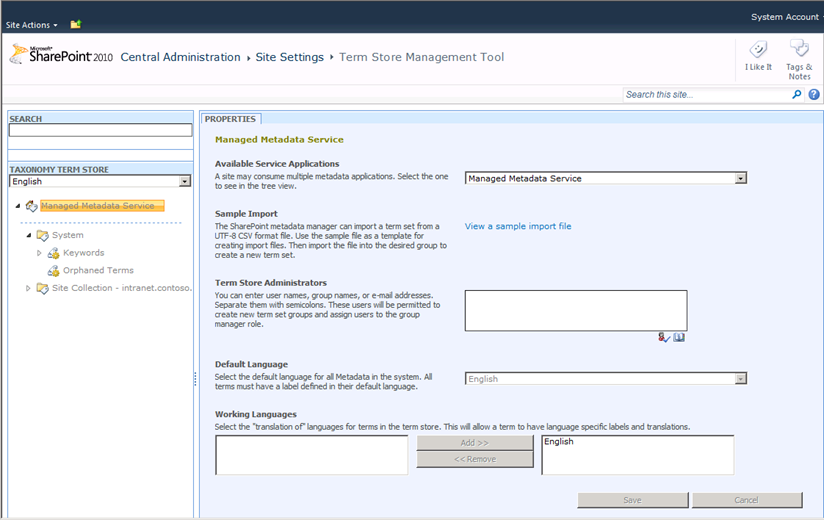 System Account
Site Actions
Microsoft
SharePoint 2010 Central Administration Site Settings Term Store Management Tool
I Like It
Tags &
Notes
Search this site...
SEARCH
TAXONOMY TERM STORE
English
Managed Metadata Service
System
Keywords
Orphaned Terms
Site Collection - intranet.contoso.
PROPERTIES
Managed Metadata Service
Available Service Applications
A site may consume multiple metadata applications. Select the one
to see in the tree view.
Managed Metadata Service
Sample Import
The SharePoint metadata manager can import a term set from a
UTF-8 CSV format file. Use the sample file as a template for
creating import files. Then import the file into the desired group to
create a new term set.
View a sample import file
Term Store Administrators
You can enter user names, group names, or e-mail addresses.
Separate them with semicolons. These users will be permitted to
create new term set groups and assign users to the group
manager role.
Default Language
Select the default language for all Metadata in the system. All
terms must have a label defined in their default language.
English
Working Languages
Select the "translation of" languages for terms in the term store. This will allow a term to have language specific labels and translations.
Add >>
<< Remove
English
Save
Cancel